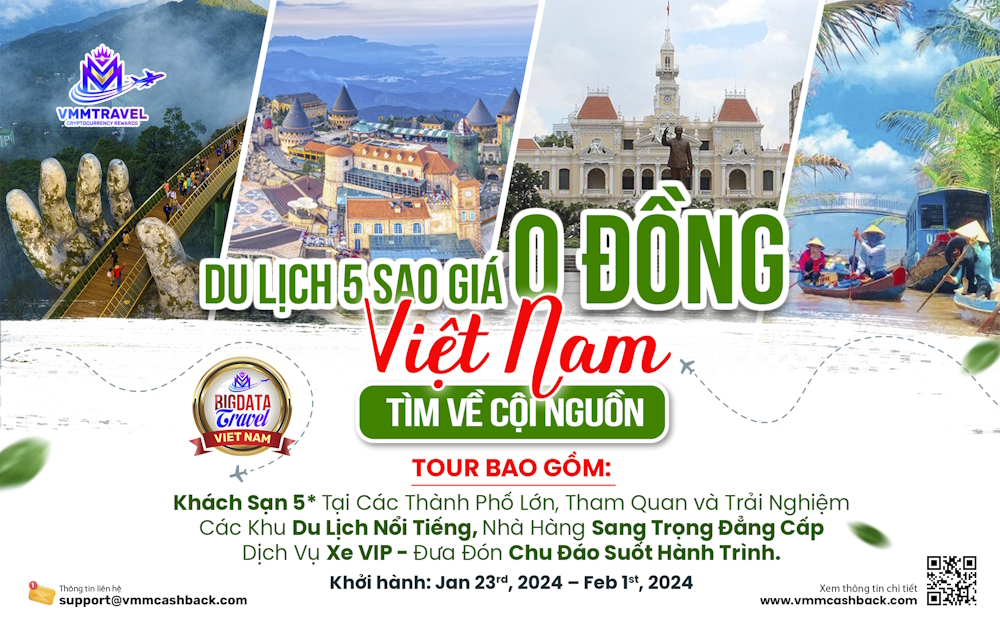 VMMTRAVEL
CRYPTOCURRENCY REWARDS
DU LỊCH 5 SAO GIÁ 0 ĐỒNG
Việt Nam
TÌM VỀ CỘI NGUỒN
BIGDATA
Travel
VIET NAM
TOUR BAO GỒM:
Khách Sạn 5* Tại Các Thành Phố Lớn, Tham Quan và Trải Nghiệm
Các Khu Du Lịch Nổi Tiếng, Nhà Hàng Sang Trọng Đẳng Cấp
Dịch Vụ Xe VIP - Đưa Đón Chu Đáo Suốt Hành Trình.
Khởi hành: Jan 23rd, 2024 – Feb 1st, 2024
1
Thông tin liên hệ
support@vmmcashback.com
Xem thông tin chi tiết
www.vmmcashback.com